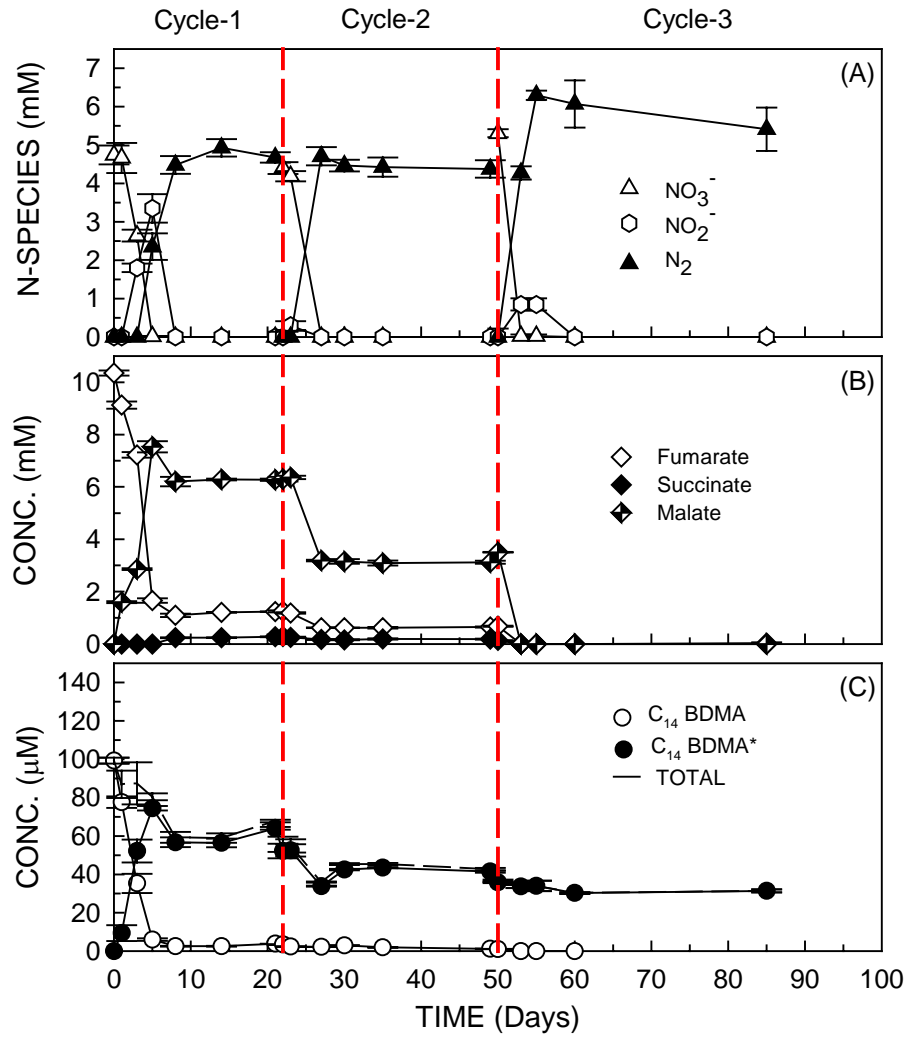 Cycle-1 Cycle-2 Cycle-3
(A)
N-SPECIES (mM)
7
6
5
4
3
2
1
0
NO₃⁻
NO₂⁻
N₂
(B)
CONC. (mM)
10
8
6
4
2
0
Fumarate
Succinate
Malate
(C)
CONC. (μM)
140
120
100
80
60
40
20
0
C₁₄ BDMA
C₁₄ BDMA*
TOTAL
0 10 20 30 40 50 60 70 80 90 100
TIME (Days)